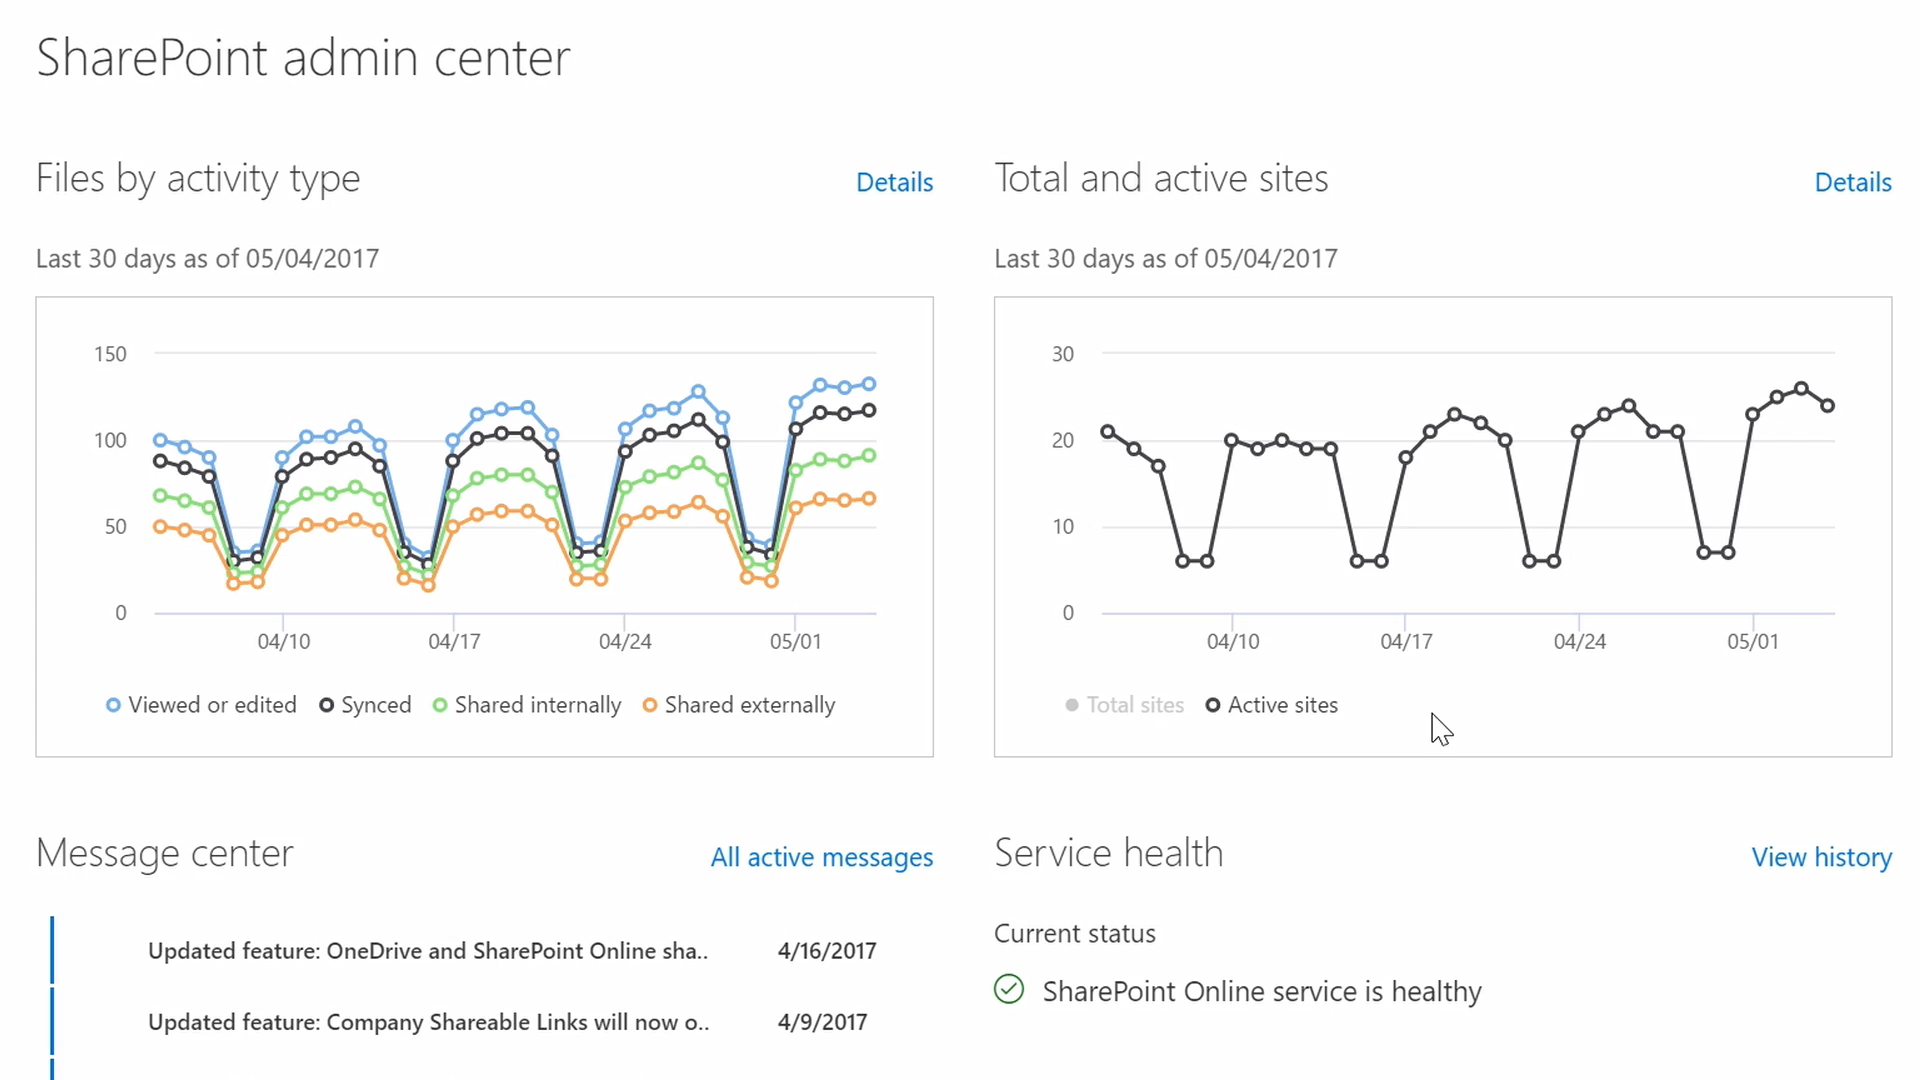 SharePoint admin center
Files by activity type
Details
Last 30 days as of 05/04/2017
150
100
50
0
04/10 04/17 04/24 05/01
Viewed or edited Synced Shared internally Shared externally
Total and active sites
Details
Last 30 days as of 05/04/2017
30
20
10
0
04/10 04/17 04/24 05/01
Total sites Active sites
Message center
All active messages
Updated feature: OneDrive and SharePoint Online sha.. 4/16/2017
Updated feature: Company Shareable Links will now o.. 4/9/2017
Service health
View history
Current status
SharePoint Online service is healthy